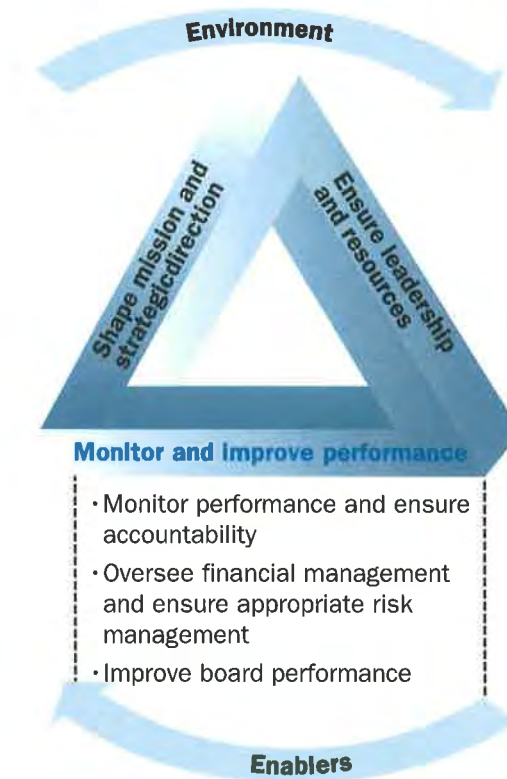 Environment
Shape mission and
strategicdirection
Ensure leadership
and resources
Monitor and improve performance
· Monitor performance and ensure
accountability
· Oversee financial management
and ensure appropriate risk
management
· Improve board performance
Enablers